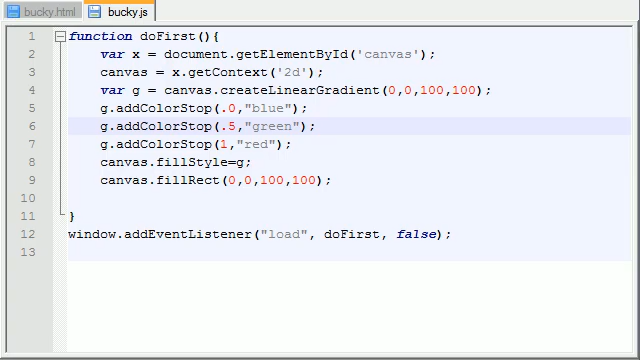 bucky.html bucky.js
1 function doFirst(){
2 var x = document.getElementById('canvas');
3 canvas = x.getContext('2d');
4 var g = canvas.createLinearGradient(0,0,100,100);
5 g.addColorStop(.0,"blue");
6 g.addColorStop(.5,"green");
7 g.addColorStop(1,"red");
8 canvas.fillStyle=g;
9 canvas.fillRect(0,0,100,100);
10
11 }
12 window.addEventListener("load", doFirst, false);
13